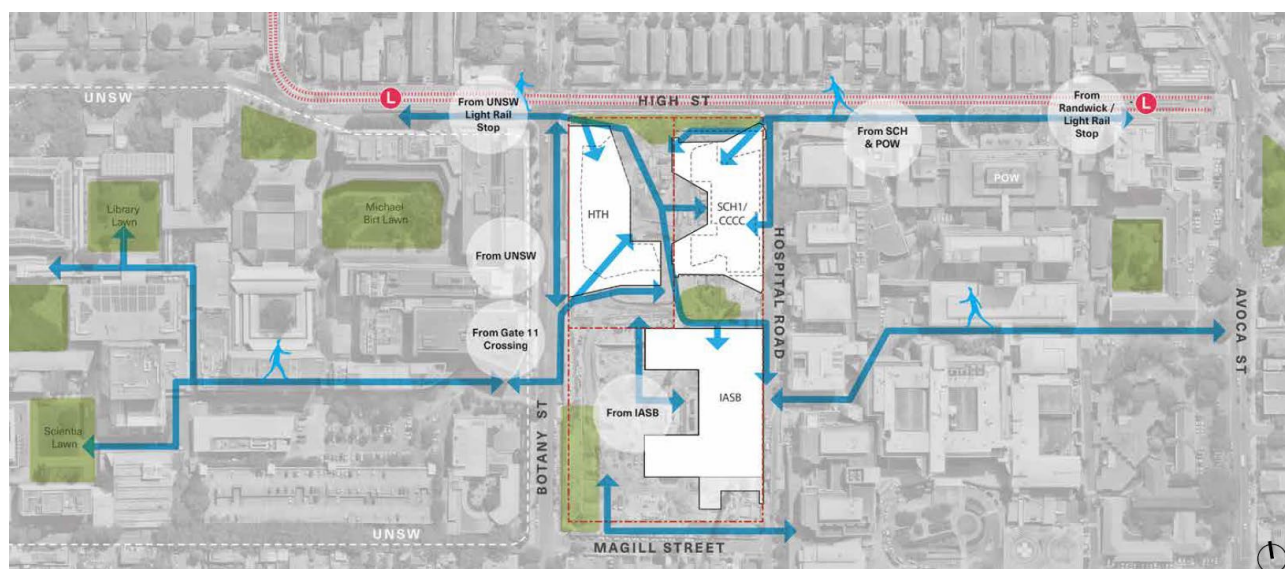 UNSW
L
From UNSW
Light Rail
Stop
HIGH ST
From SCH
& POW
From
Randwick /
Light Rail
Stop
L
Library
Lawn
Michael
Birt Lawn
HTH
SCH1/
CCCC
POW
From UNSW
HOSPITAL ROAD
AVOCA ST
From Gate 11
Crossing
Scientia
Lawn
BOTANY ST
From IASB
IASB
UNSW
MAGILL STREET